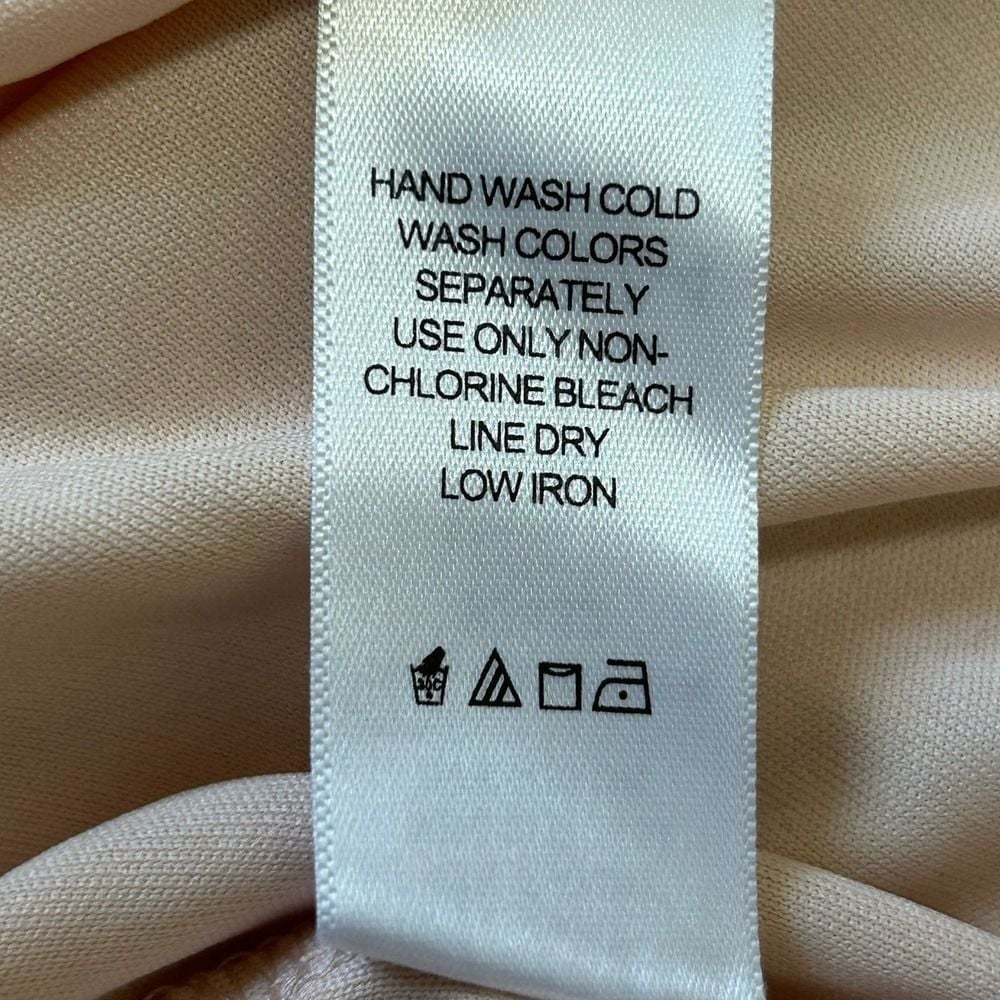 HAND WASH COLD
WASH COLORS
SEPARATELY
USE ONLY NON-
CHLORINE BLEACH
LINE DRY
LOW IRON